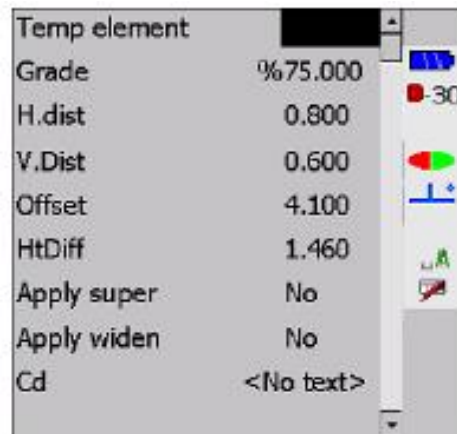 Temp element
Grade %75.000
H.dist 0.800
V.Dist 0.600
Offset 4.100
HtDiff 1.460
Apply super No
Apply widen No
Cd <No text>
-30